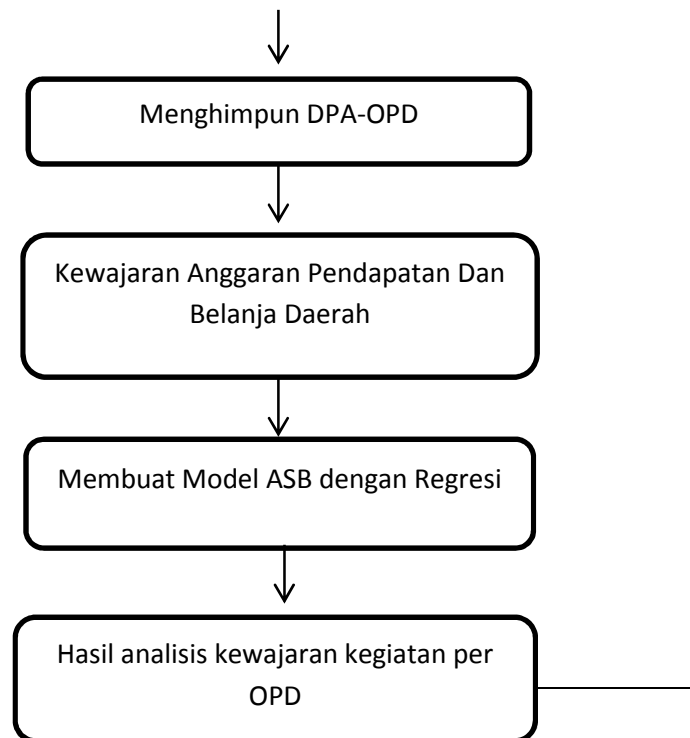 Menghimpun DPA-OPD
Kewajaran Anggaran Pendapatan Dan
Belanja Daerah
Membuat Model ASB dengan Regresi
Hasil analisis kewajaran kegiatan per
OPD